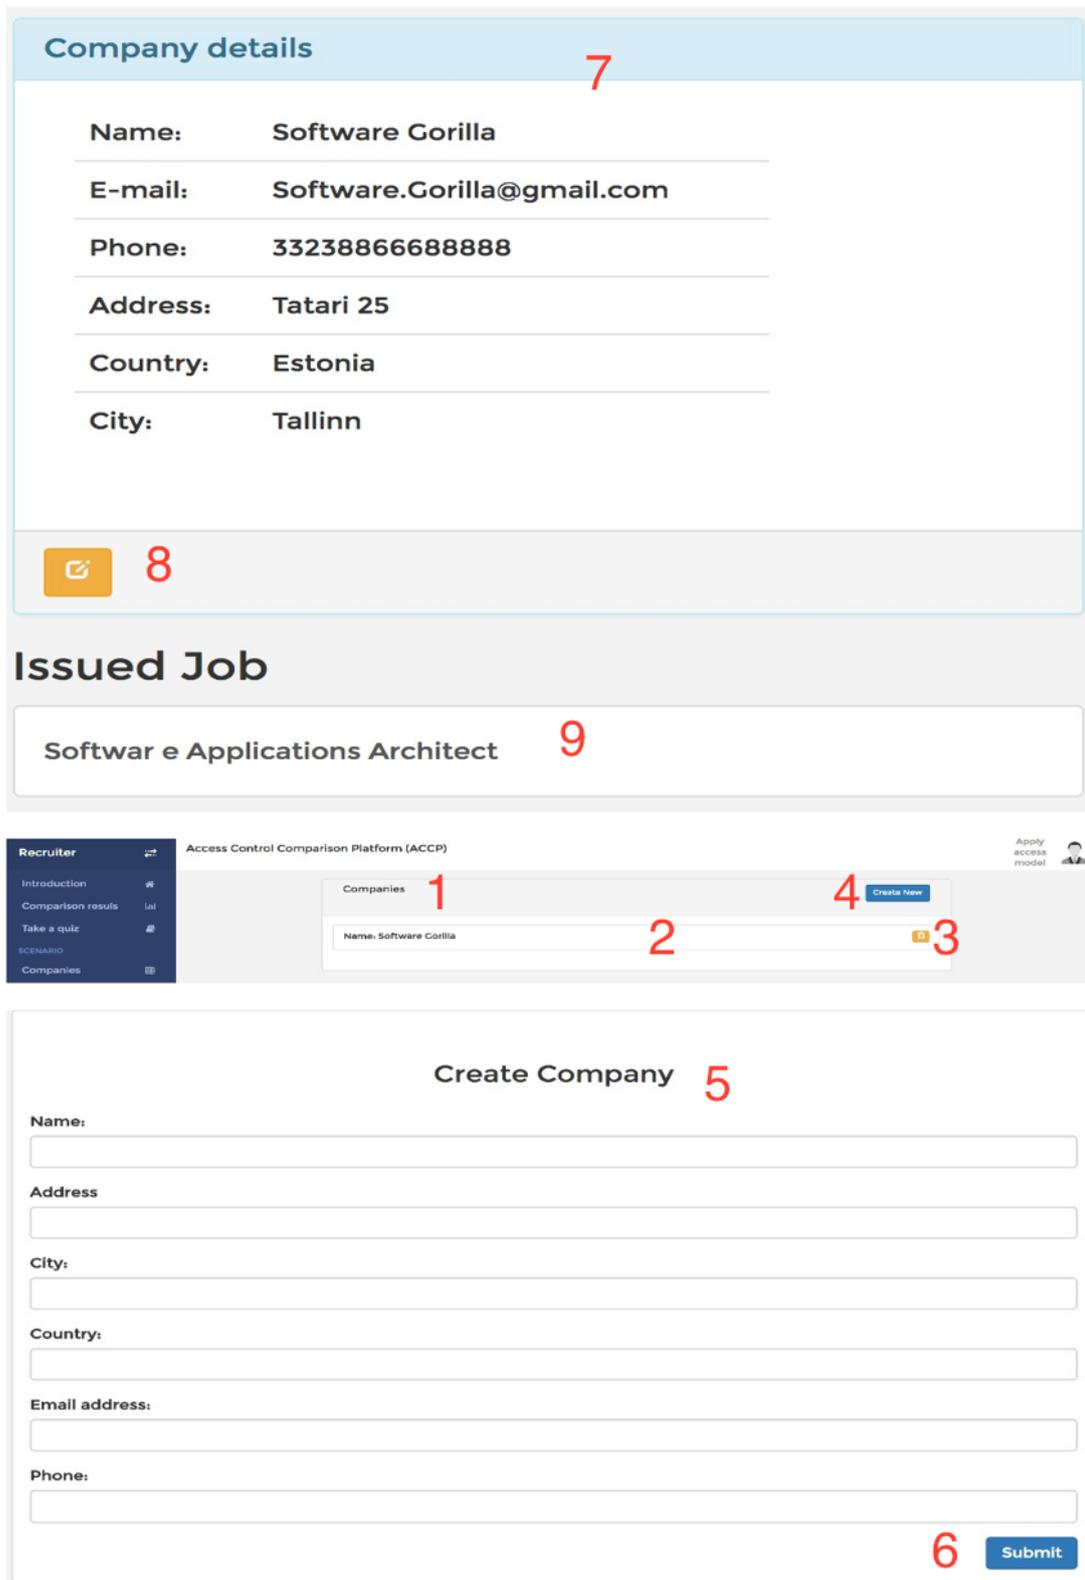 Company details
7
Name: Software Gorilla
E-mail: Software.Gorilla@gmail.com
Phone: 33238866688888
Address: Tatari 25
Country: Estonia
City: Tallinn
8
Issued Job
Softwar e Applications Architect
9
Recruiter
Introduction
Comparison resuls
Take a quiz
SCENARIO
Companies
Access Control Comparison Platform (ACCP)
Apply
access
model
Companies 1
4 Create New
Name: Software Gorilla 2
3
Create Company 5
Name:
Address
City:
Country:
Email address:
Phone:
6 Submit